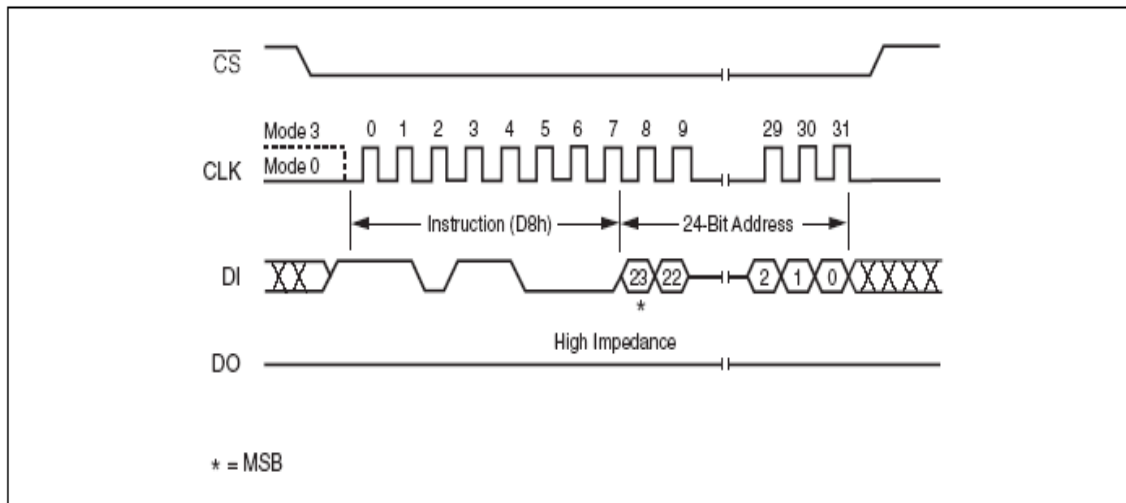 CS
Mode 3 0 1 2 3 4 5 6 7 8 9 29 30 31
CLK Mode 0
Instruction (D8h) 24-Bit Address
DI 23 22 2 1 0
*
High Impedance
DO
* = MSB